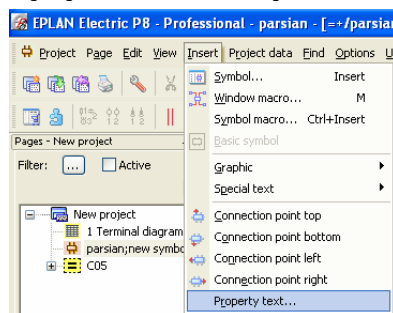 EPLAN Electric P8 - Professional - parsian - [=+/parsia
Project Page Edit View Insert Project data Find Options U
Symbol... Insert
Window macro... M
Symbol macro... Ctrl+Insert
Basic symbol
Pages - New project
Filter: ... Active
Graphic
Special text
New project
1 Terminal diagram
parsian;new symbo
C05
Connection point top
Connection point bottom
Connection point left
Connection point right
Property text...